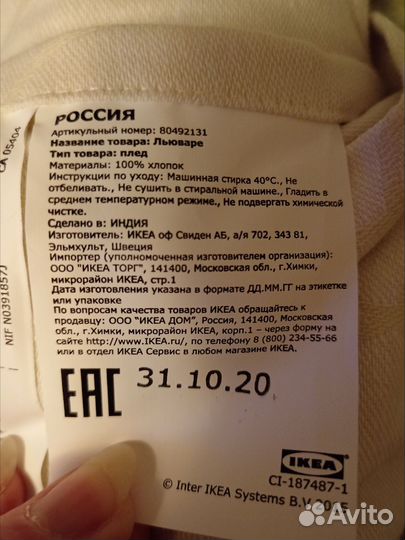 РОССИЯ
Артикульный номер: 80492131
Название товара: Льюваре
Тип товара: плед
Материалы: 100% хлопок
Инструкции по уходу: Машинная стирка 40°C., Не
отбеливать., Не сушить в стиральной машине., Гладить в
среднем температурном режиме., Не подвергать химической
чистке.
Сделано в: ИНДИЯ
Изготовитель: ИКЕА оф Свиден АБ, а/я 702, 343 81,
Эльмхульт, Швеция
Импортер (уполномоченная изготовителем организация):
ООО "ИКЕА ТОРГ", 141400, Московская обл., г.Химки,
микрорайон ИКЕА, стр.1
Дата изготовления указана в формате ДД.ММ.ГГ на этикетке
или упаковке
По вопросам качества товаров ИКЕА обращайтесь к
продавцу: ООО "ИКЕА ДОМ", Россия, 141400, Московская
обл., г.Химки, микрорайон ИКЕА, корп.1 – через форму на
сайте http://www.IKEA.ru/, по телефону 8 (800) 234-55-66
или в отдел ИКЕА Сервис в любом магазине ИКЕА.
EAC 31.10.20
IKEA
CI-187487-1
© Inter IKEA Systems B.V.
CA 05404
NIF N0391857J
Avito